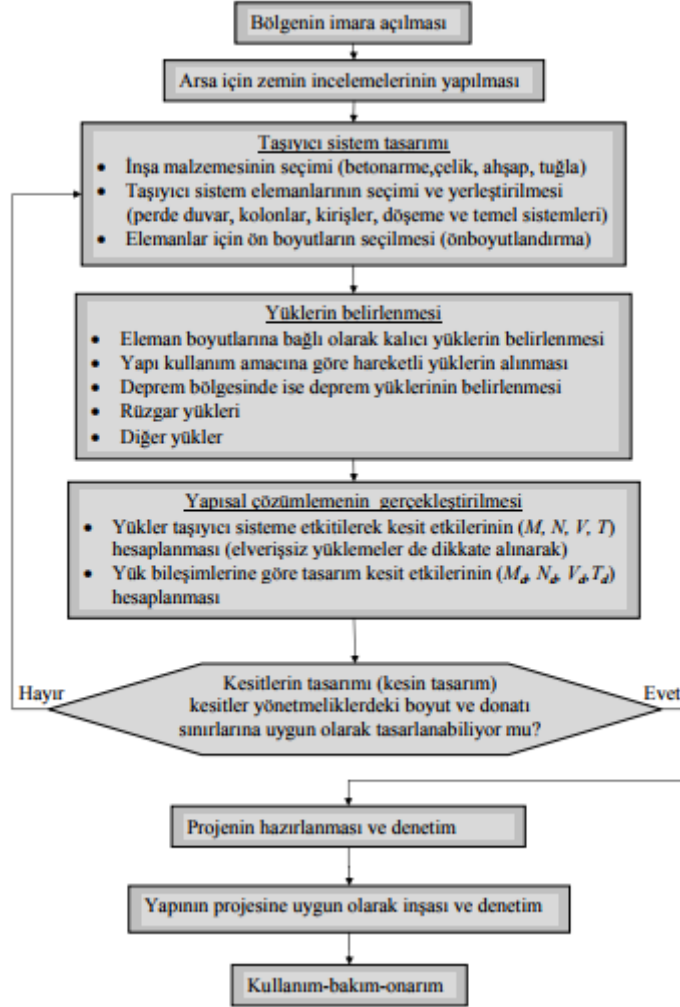 Bölgenin imara açılması
Arsa için zemin incelemelerinin yapılması
Taşıyıcı sistem tasarımı
• İnşa malzemesinin seçimi (betonarme,çelik, ahşap, tuğla)
• Taşıyıcı sistem elemanlarının seçimi ve yerleştirilmesi
(perde duvar, kolonlar, kirişler, döşeme ve temel sistemleri)
• Elemanlar için ön boyutların seçilmesi (önboyutlandırma)
Yüklerin belirlenmesi
• Eleman boyutlarına bağlı olarak kalıcı yüklerin belirlenmesi
• Yapı kullanım amacına göre hareketli yüklerin alınması
• Deprem bölgesinde ise deprem yüklerinin belirlenmesi
• Rüzgar yükleri
• Diğer yükler
Yapısal çözümlemenin gerçekleştirilmesi
• Yükler taşıyıcı sisteme etkitilerek kesit etkilerinin (M, N, V, T)
hesaplanması (elverişsiz yüklemeler de dikkate alınarak)
• Yük bileşimlerine göre tasarım kesit etkilerinin (Md, Nd, Vd,Td)
hesaplanması
Hayır
Kesitlerin tasarımı (kesin tasarım)
kesitler yönetmeliklerdeki boyut ve donatı
sınırlarına uygun olarak tasarlanabiliyor mu?
Evet
Projenin hazırlanması ve denetim
Yapının projesine uygun olarak inşası ve denetim
Kullanım-bakım-onarım